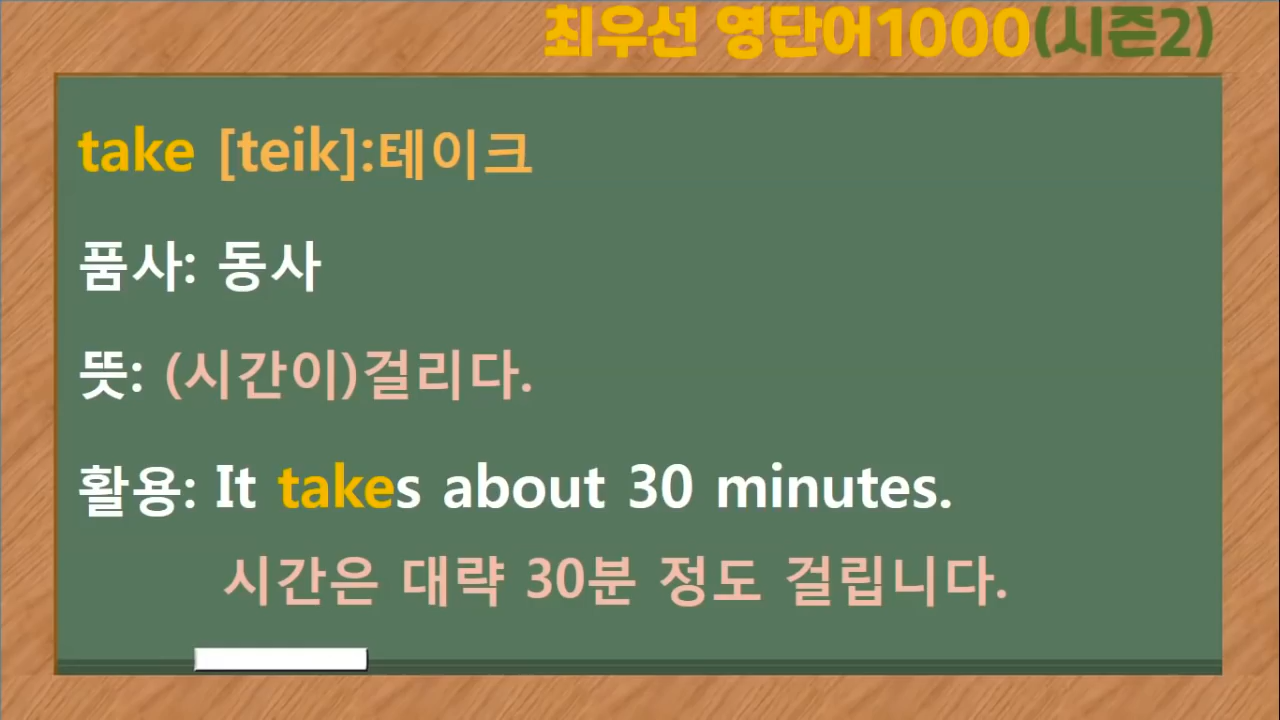 최우선 영단어1000(시즌2)
take [teik]:테이크
품사: 동사
뜻: (시간이)걸리다.
활용: It takes about 30 minutes.
시간은 대략 30분 정도 걸립니다.